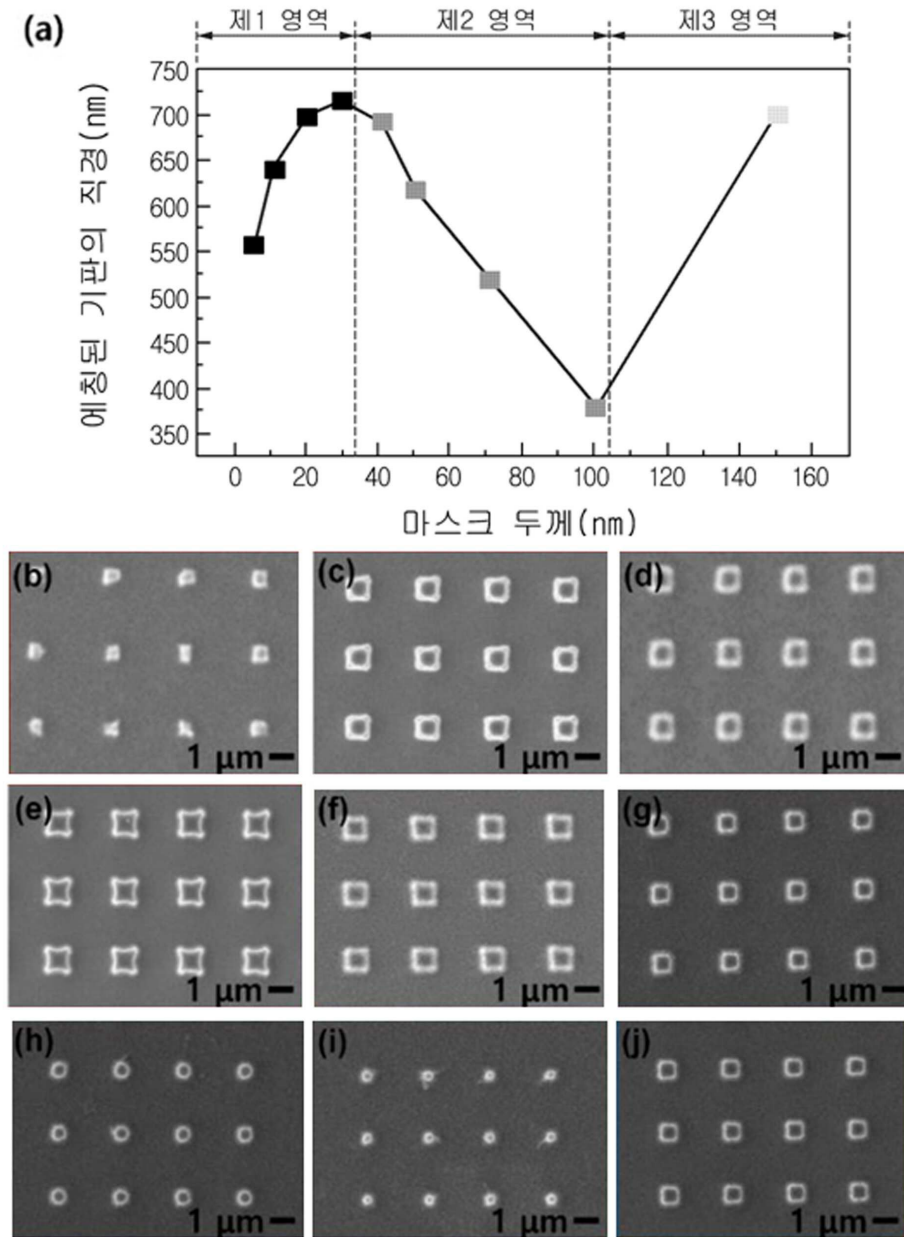 (a)
제1 영역 제2 영역 제3 영역
750
700
650
600
550
500
450
400
350
에칭된 기판의 직경(nm)
0 20 40 60 80 100 120 140 160
마스크 두께(nm)
(b) (c) (d)
1 μm 1 μm 1 μm
(e) (f) (g)
1 μm 1 μm 1 μm
(h) (i) (j)
1 μm 1 μm 1 μm